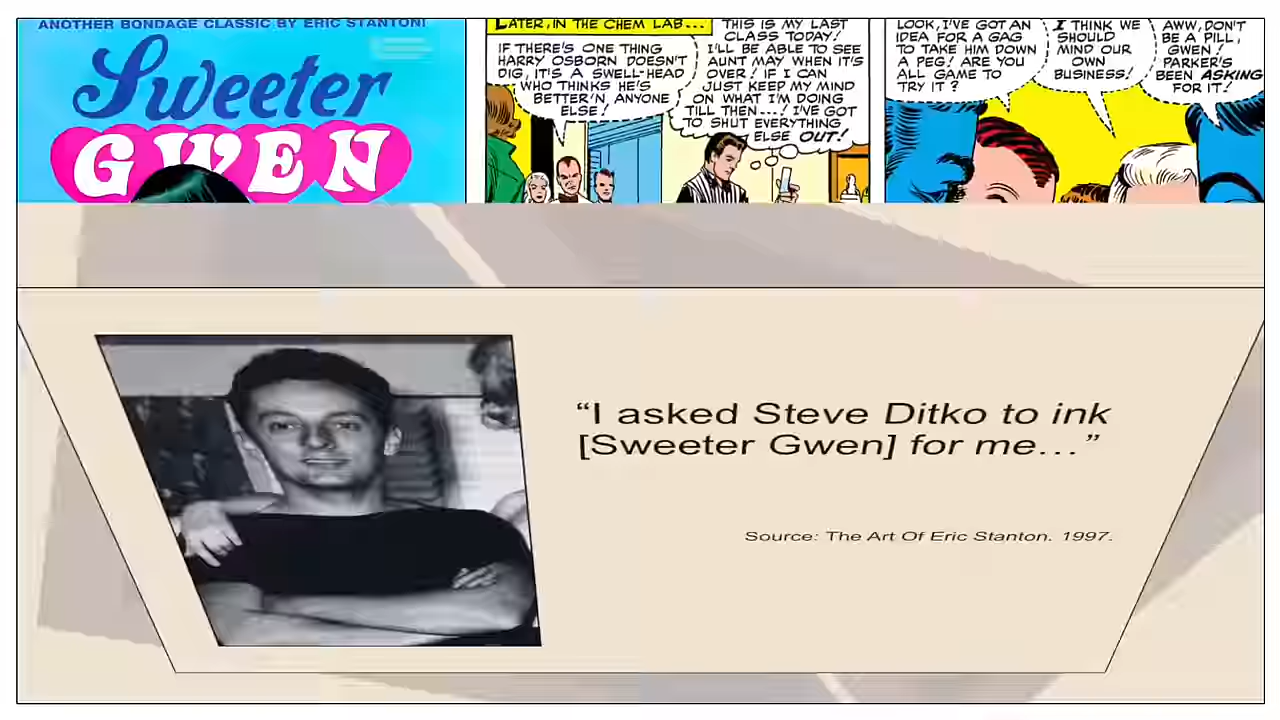 ANOTHER BONDAGE CLASSIC BY ERIC STANTON!
Sweeter
GWEN
LATER, IN THE CHEM LAB...
IF THERE'S ONE THING
HARRY OSBORN DOESN'T
DIG, IT'S A SWELL-HEAD
WHO THINKS HE'S
BETTER'N ANYONE
ELSE!
THIS IS MY LAST
CLASS TODAY!
I'LL BE ABLE TO SEE
AUNT MAY WHEN IT'S
OVER! IF I CAN
JUST KEEP MY MIND
ON WHAT I'M DOING
TILL THEN...! I'VE GOT
TO SHUT EVERYTHING
ELSE OUT!
LOOK, I'VE GOT AN
IDEA FOR A GAG
TO TAKE HIM DOWN
A PEG! ARE YOU
ALL GAME TO
TRY IT?
I THINK WE
SHOULD
MIND OUR
OWN
BUSINESS!
AWW, DON'T
BE A PILL,
GWEN!
PARKER'S
BEEN ASKING
FOR IT!
“I asked Steve Ditko to ink
[Sweeter Gwen] for me...”
Source: The Art Of Eric Stanton. 1997.